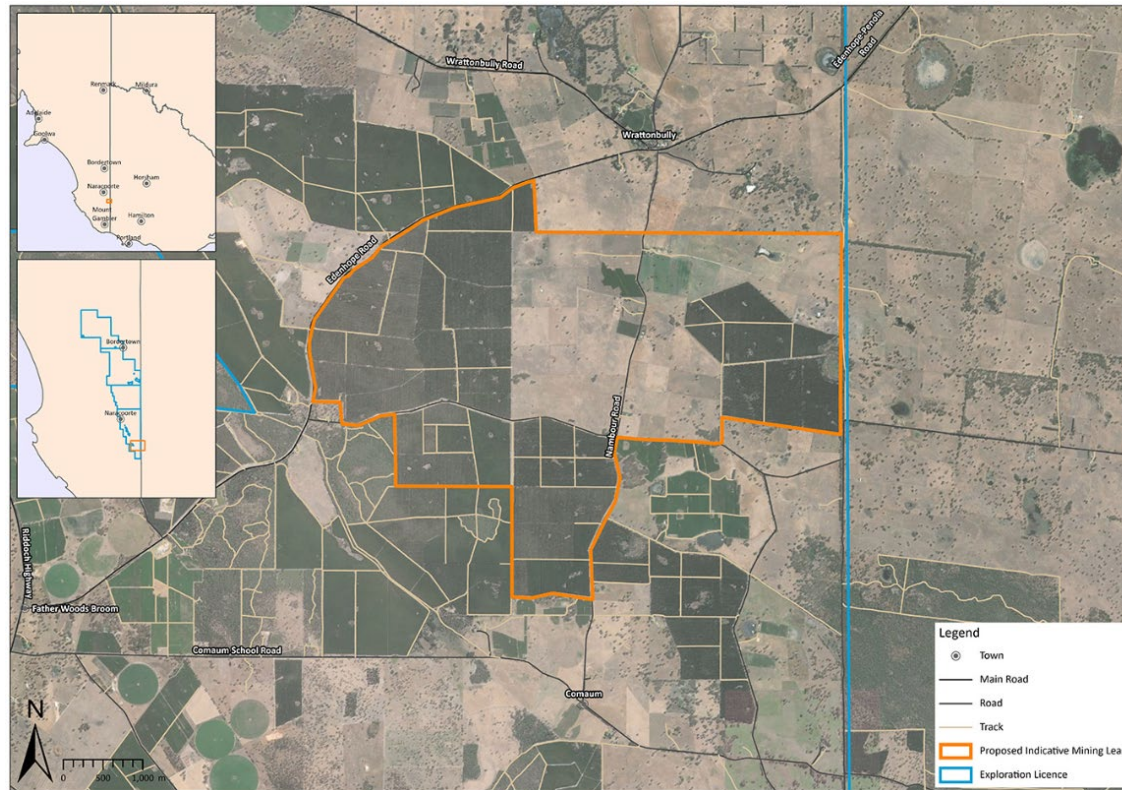 Renmark
Mildura
Adelaide
Goolwa
Bordertown
Horsham
Naracoorte
Mount
Gambier
Hamilton
Portland
Bordertown
Naracoorte
Wrattonbully Road
Edenhope-Penola
Road
Wrattonbully
Edenhope Road
Nambour Road
Riddoch Highway
Father Woods Broom
Comaum School Road
Comaum
N
0 500 1,000 m
Legend
Town
Main Road
Road
Track
Proposed Indicative Mining Lea
Exploration Licence